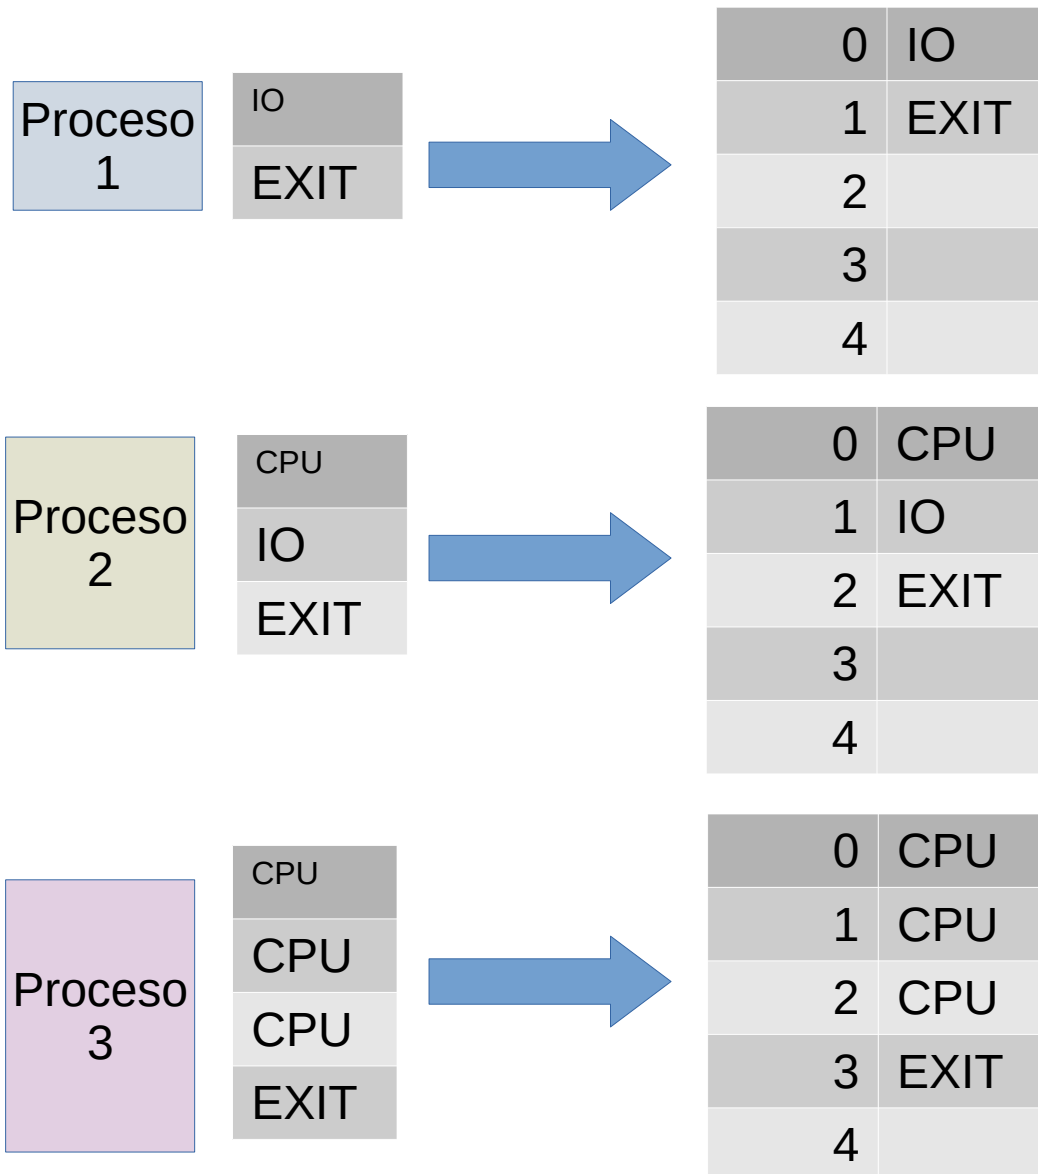 Proceso
1
IO
EXIT
0 IO
1 EXIT
2
3
4
Proceso
2
CPU
IO
EXIT
0 CPU
1 IO
2 EXIT
3
4
Proceso
3
CPU
CPU
CPU
EXIT
0 CPU
1 CPU
2 CPU
3 EXIT
4